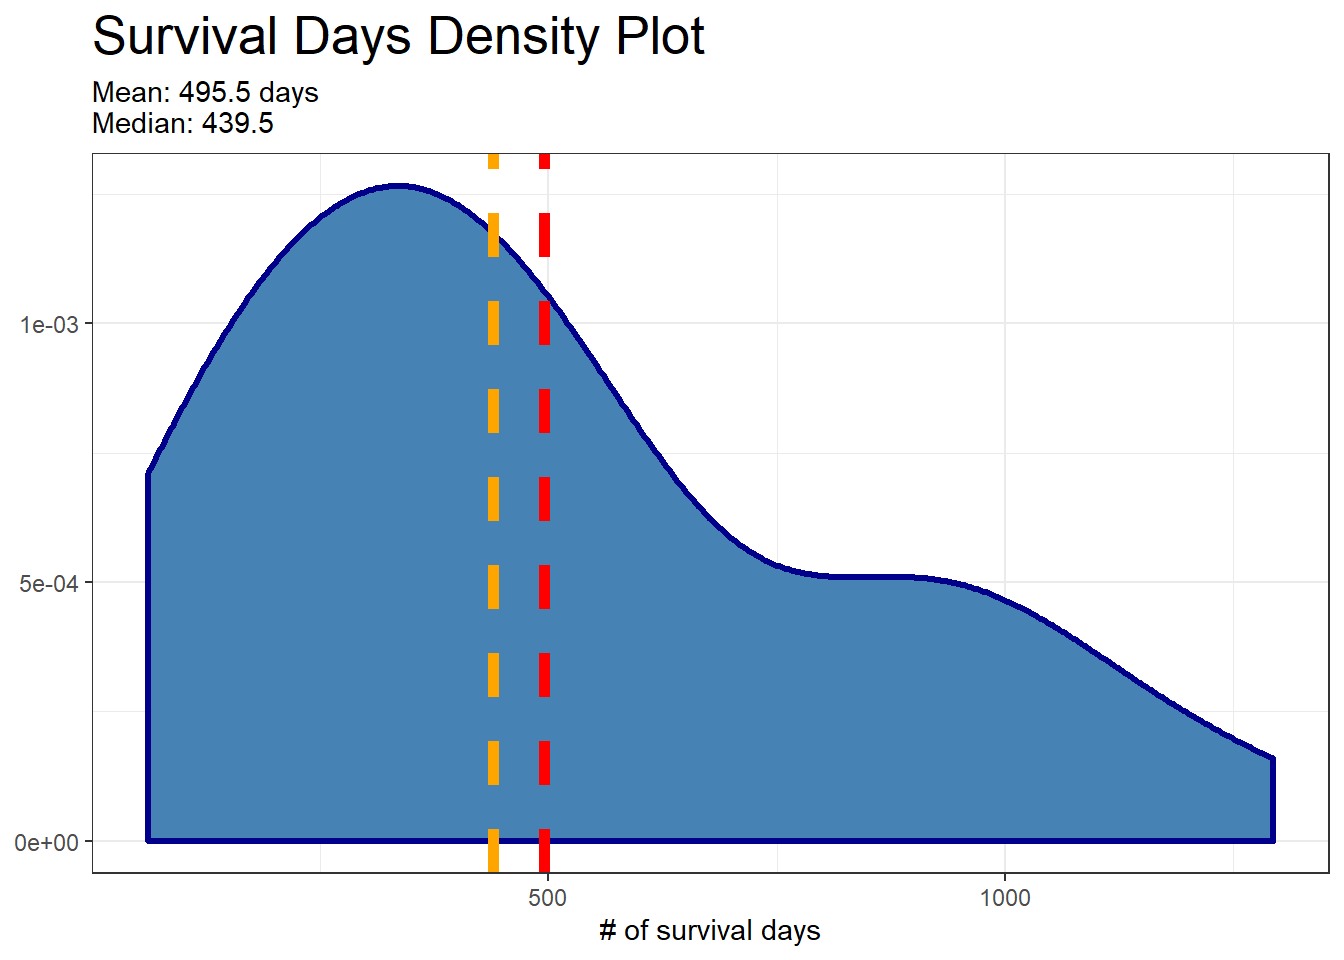 Survival Days Density Plot
Mean: 495.5 days
Median: 439.5
1e-03
5e-04
0e+00
500
1000
# of survival days